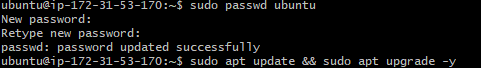 ubuntu@ip-172-31-53-170:~$ sudo passwd ubuntu
New password:
Retype new password:
passwd: password updated successfully
ubuntu@ip-172-31-53-170:~$ sudo apt update && sudo apt upgrade -y